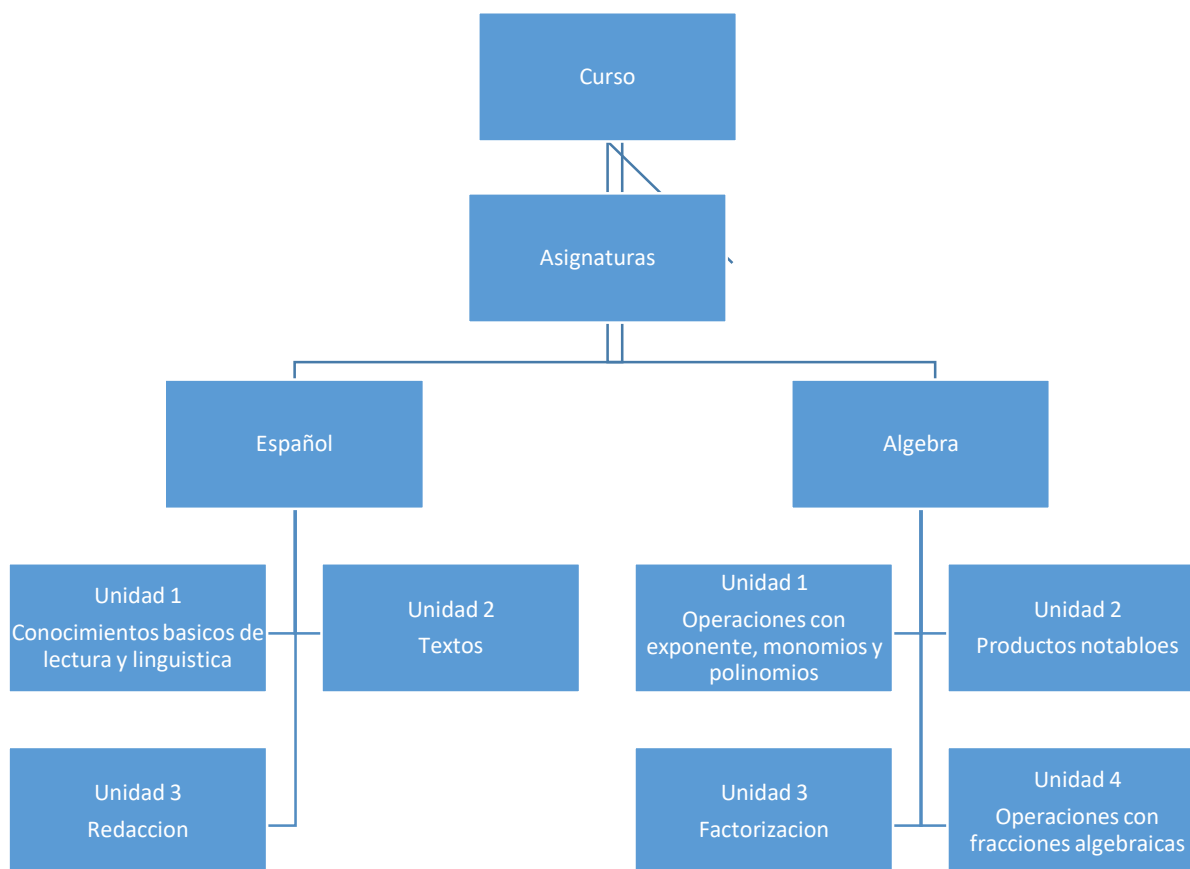 Curso
Asignaturas
Español
Algebra
Unidad 1
Conocimientos basicos de
lectura y linguistica
Unidad 2
Textos
Unidad 1
Operaciones con
exponente, monomios y
polinomios
Unidad 2
Productos notabloes
Unidad 3
Redaccion
Unidad 3
Factorizacion
Unidad 4
Operaciones con
fracciones algebraicas